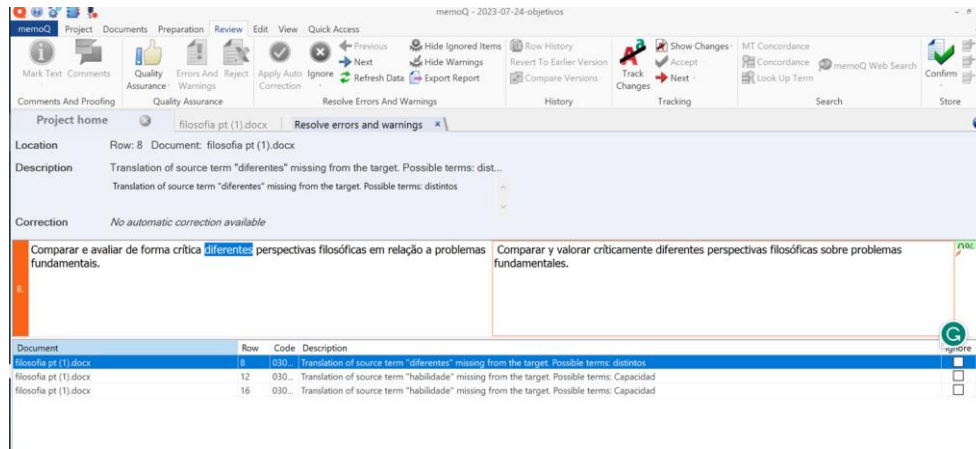 memoQ - 2023-07-24-objetivos
memoQ Project Documents Preparation Review Edit View Quick Access
Previous Hide Ignored Items Row History Show Changes MT Concordance
Next Hide Warnings Revert To Earlier Version Accept Concordance memoQ Web Search
Mark Text Comments Quality Assurance Errors And Warnings Reject Apply Auto Correction Ignore Refresh Data Export Report Compare Versions Track Changes Next Look Up Term Confirm
Comments And Proofing Quality Assurance Resolve Errors And Warnings History Tracking Search Store
Project home filosofia pt (1).docx Resolve errors and warnings
Location Row: 8 Document: filosofia pt (1).docx
Description Translation of source term "diferentes" missing from the target. Possible terms: dist...
Translation of source term "diferentes" missing from the target. Possible terms: distintos
Correction No automatic correction available
Comparar e avaliar de forma crítica diferentes perspectivas filosóficas em relação a problemas
fundamentais.
Comparar y valorar críticamente diferentes perspectivas filosóficas sobre problemas
fundamentales.
0%
8.
Document Row Code Description Ignore
filosofia pt (1).docx 8 030... Translation of source term "diferentes" missing from the target. Possible terms: distintos
filosofia pt (1).docx 12 030... Translation of source term "habilidade" missing from the target. Possible terms: Capacidad
filosofia pt (1).docx 16 030... Translation of source term "habilidade" missing from the target. Possible terms: Capacidad